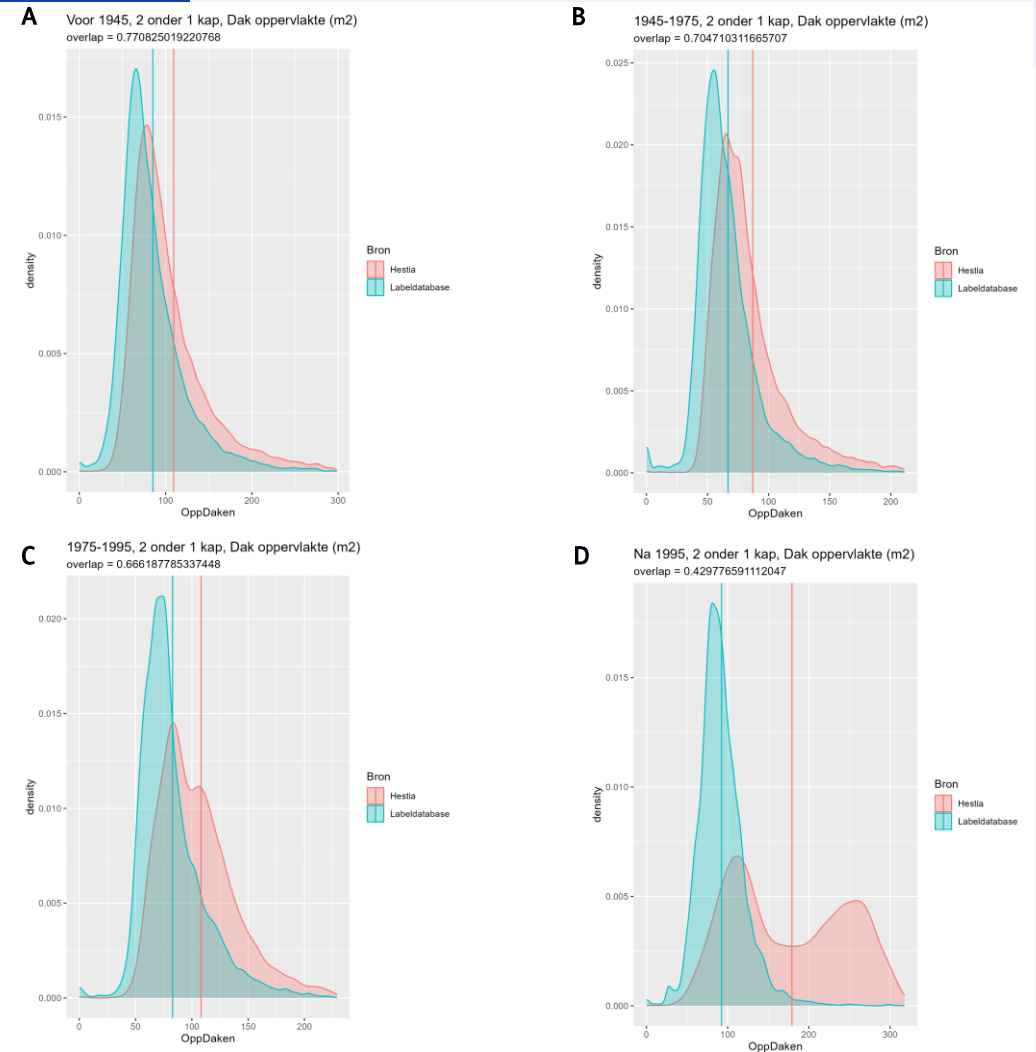 A
Voor 1945, 2 onder 1 kap, Dak oppervlakte (m2)
overlap = 0.770825019220768
0.015
0.010
0.005
0.000
density
0
100
200
300
OppDaken
Bron
Hestia
Labeldatabase
B
1945-1975, 2 onder 1 kap, Dak oppervlakte (m2)
overlap = 0.704710311665707
0.025
0.020
0.015
0.010
0.005
0.000
density
0
50
100
150
200
OppDaken
Bron
Hestia
Labeldatabase
C
1975-1995, 2 onder 1 kap, Dak oppervlakte (m2)
overlap = 0.666187785337448
0.020
0.015
0.010
0.005
0.000
density
0
50
100
150
200
OppDaken
Bron
Hestia
Labeldatabase
D
Na 1995, 2 onder 1 kap, Dak oppervlakte (m2)
overlap = 0.429776591112047
0.015
0.010
0.005
0.000
density
0
100
200
300
OppDaken
Bron
Hestia
Labeldatabase